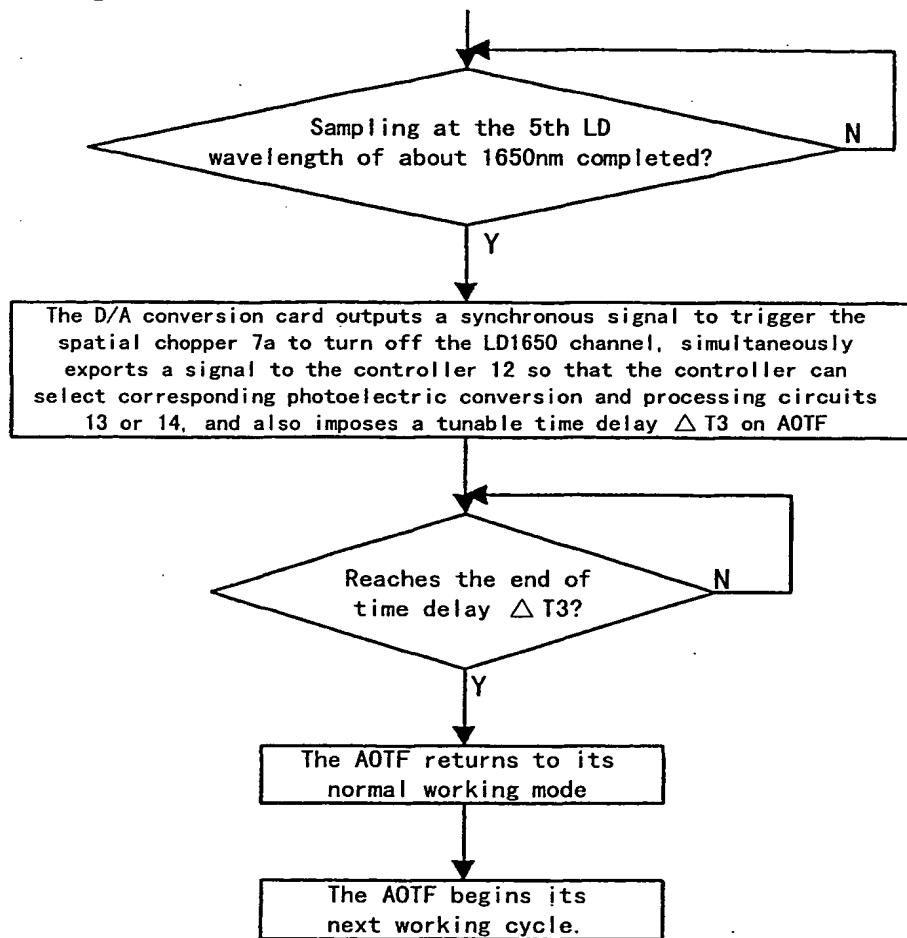 Sampling at the 5th LD
wavelength of about 1650nm completed?
N
Y
The D/A conversion card outputs a synchronous signal to trigger the
spatial chopper 7a to turn off the LD1650 channel, simultaneously
exports a signal to the controller 12 so that the controller can
select corresponding photoelectric conversion and processing circuits
13 or 14, and also imposes a tunable time delay △ T3 on AOTF
Reaches the end of
time delay △ T3?
N
Y
The AOTF returns to its
normal working mode
The AOTF begins its
next working cycle.